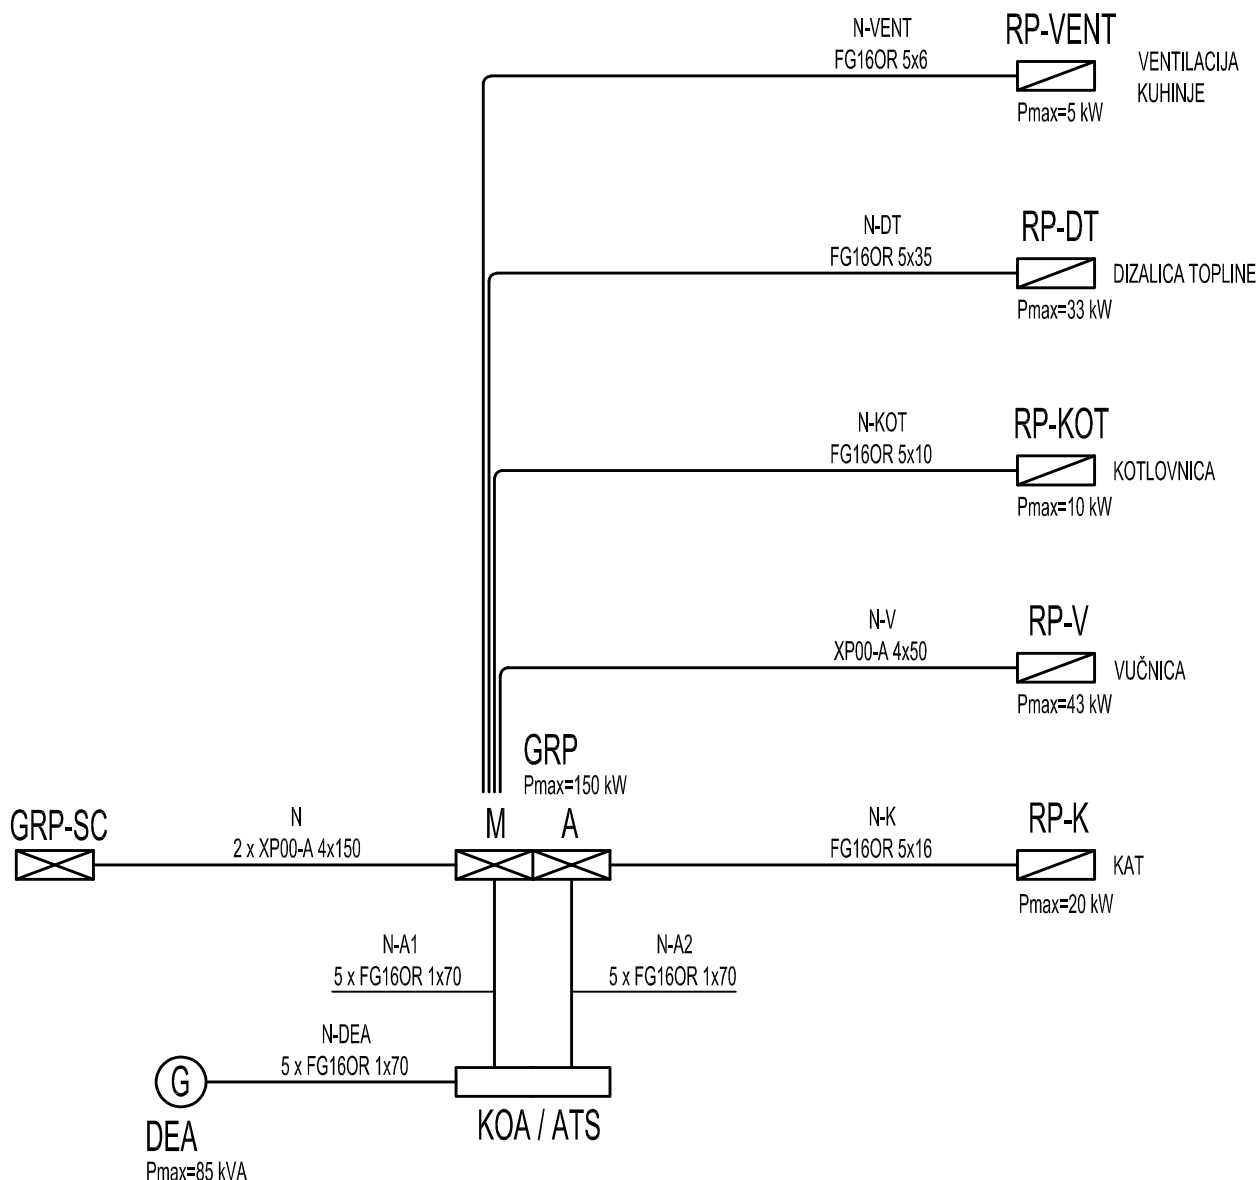 N-VENT
FG16OR 5x6
RP-VENT
Pmax=5 kW
VENTILACIJA
KUHINJE
N-DT
FG16OR 5x35
RP-DT
Pmax=33 kW
DIZALICA TOPLINE
N-KOT
FG16OR 5x10
RP-KOT
Pmax=10 kW
KOTLOVNICA
N-V
XP00-A 4x50
RP-V
Pmax=43 kW
VUČNICA
GRP
Pmax=150 kW
M A
GRP-SC
N
2 x XP00-A 4x150
N-K
FG16OR 5x16
RP-K
Pmax=20 kW
KAT
N-A1
5 x FG16OR 1x70
N-A2
5 x FG16OR 1x70
N-DEA
5 x FG16OR 1x70
G
DEA
Pmax=85 kVA
KOA / ATS